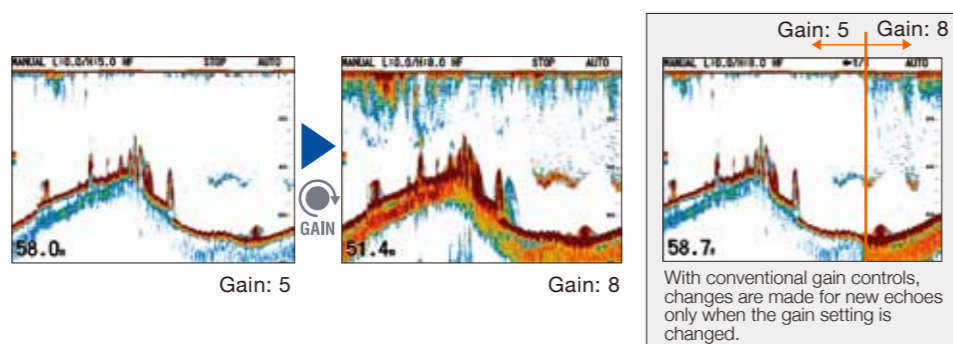 Gain: 5 Gain: 8
MANUAL L=0.0/H=5.0 HF STOP AUTO
58.0m
GAIN
Gain: 5
MANUAL L=0.0/H=8.0 HF STOP AUTO
51.4m
Gain: 8
MANUAL L=0.0/H=8.0 HF AUTO
58.7
With conventional gain controls,
changes are made for new echoes
only when the gain setting is
changed.